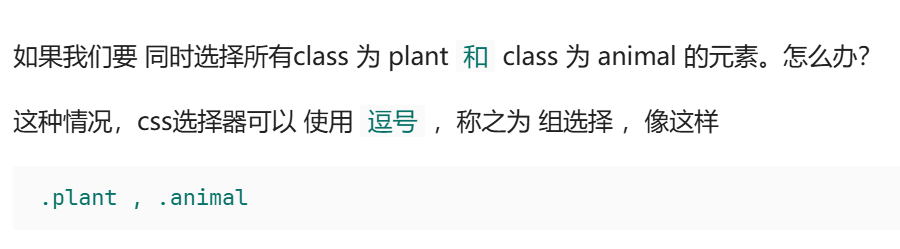 如果我们要 同时选择所有class 为 plant 和 class 为 animal 的元素。怎么办?
这种情况，css选择器可以 使用 逗号 ，称之为 组选择 ，像这样
.plant , .animal